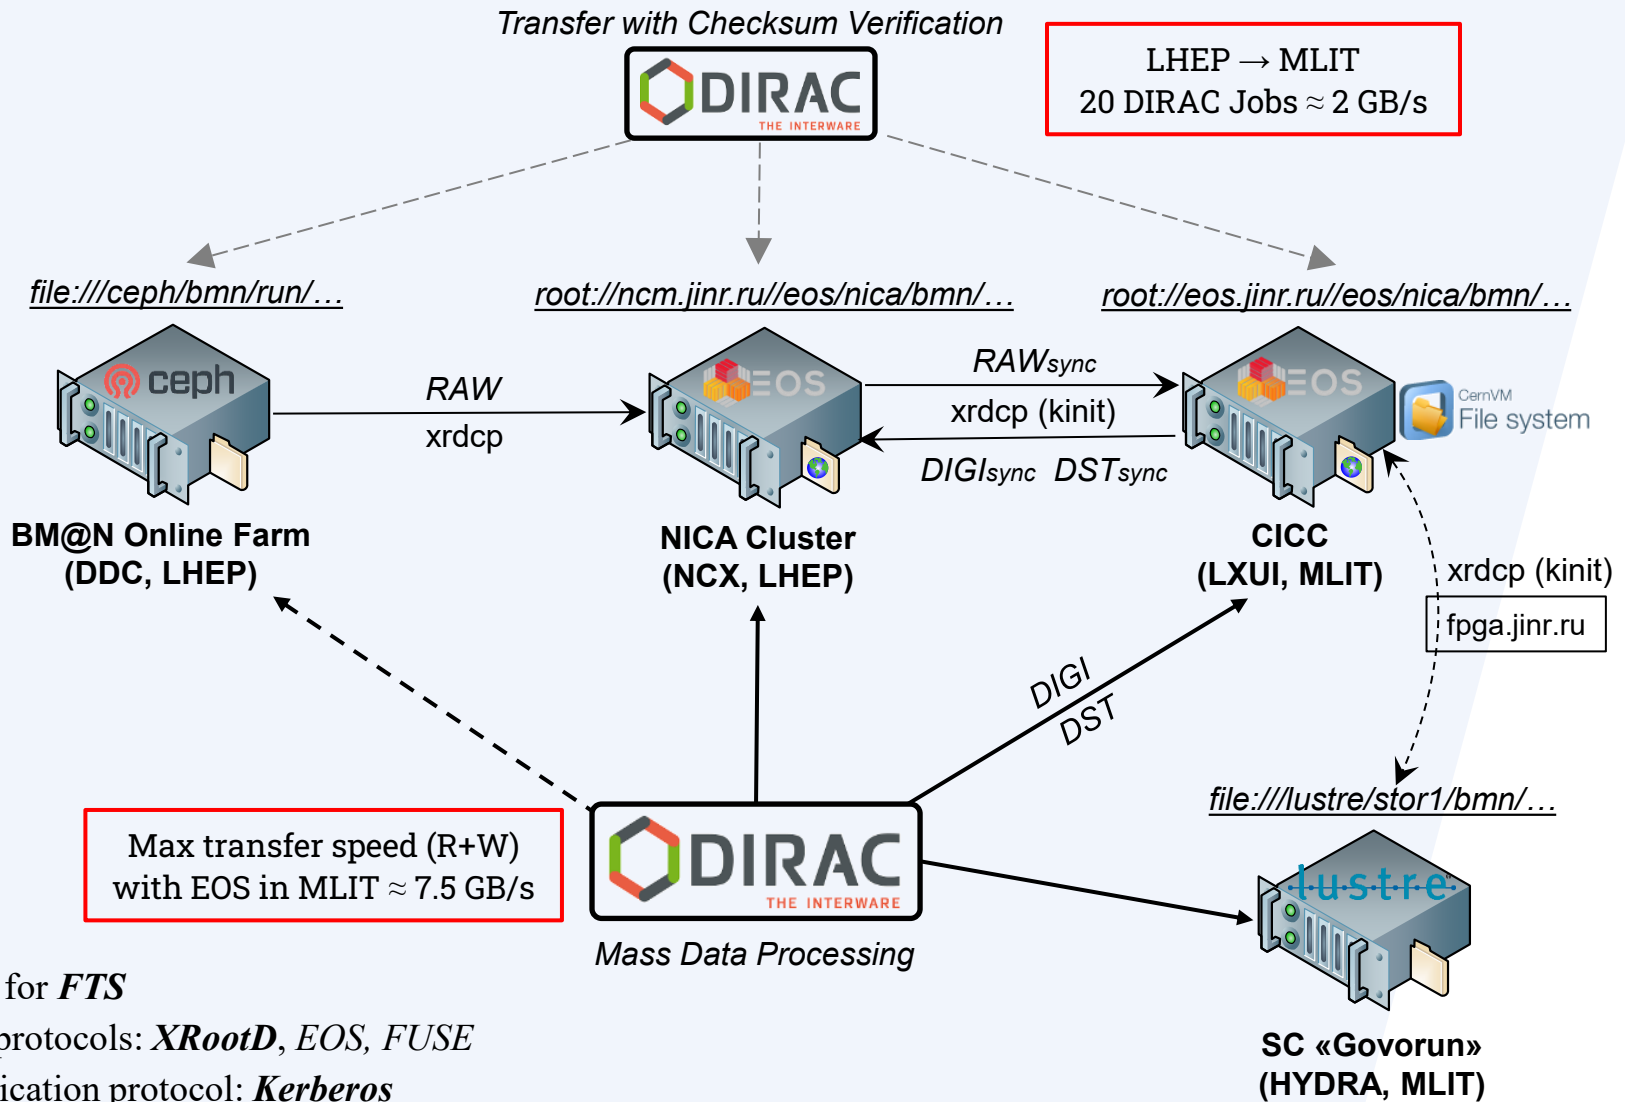 Transfer with Checksum Verification
DIRAC
THE INTERWARE
LHEP → MLIT
20 DIRAC Jobs ≈ 2 GB/s
file:///ceph/bmn/run/…
root://ncm.jinr.ru//eos/nica/bmn/…
root://eos.jinr.ru//eos/nica/bmn/…
ceph
RAW
xrdcp
EOS
RAWsync
xrdcp (kinit)
DIGIsync DSTsync
EOS
CernVM
File system
BM@N Online Farm
(DDC, LHEP)
NICA Cluster
(NCX, LHEP)
CICC
(LXUI, MLIT)
xrdcp (kinit)
fpga.jinr.ru
DIGI
DST
file:///lustre/stor1/bmn/…
Max transfer speed (R+W)
with EOS in MLIT ≈ 7.5 GB/s
DIRAC
THE INTERWARE
Mass Data Processing
lustre
SC «Govorun»
(HYDRA, MLIT)
for FTS
protocols: XRootD, EOS, FUSE
ication protocol: Kerberos